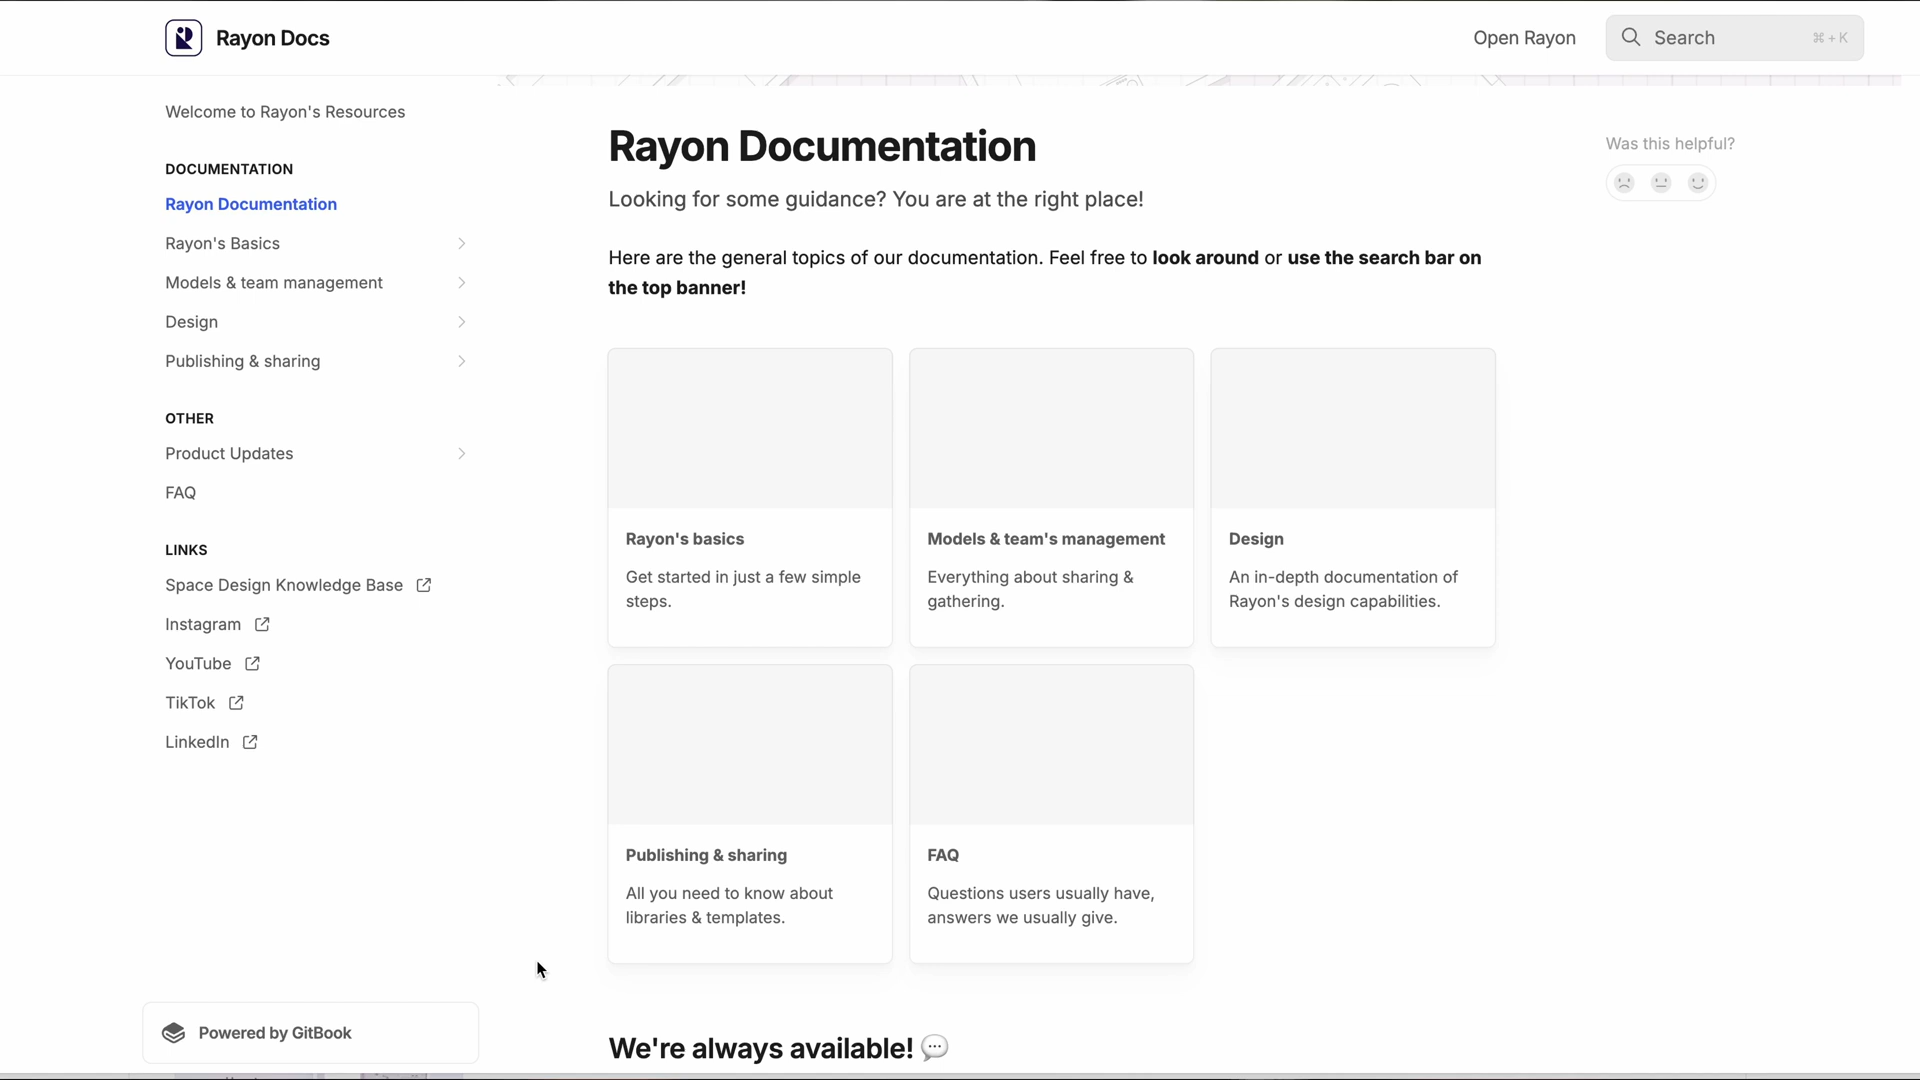 Rayon Docs
Open Rayon
Search
⌘ + K
Welcome to Rayon's Resources
DOCUMENTATION
Rayon Documentation
Rayon's Basics
Models & team management
Design
Publishing & sharing
OTHER
Product Updates
FAQ
LINKS
Space Design Knowledge Base
Instagram
YouTube
TikTok
LinkedIn
Powered by GitBook
Rayon Documentation
Looking for some guidance? You are at the right place!
Here are the general topics of our documentation. Feel free to look around or use the search bar on
the top banner!
Rayon's basics
Get started in just a few simple
steps.
Models & team's management
Everything about sharing &
gathering.
Design
An in-depth documentation of
Rayon's design capabilities.
Publishing & sharing
All you need to know about
libraries & templates.
FAQ
Questions users usually have,
answers we usually give.
We're always available! 💬
Was this helpful?